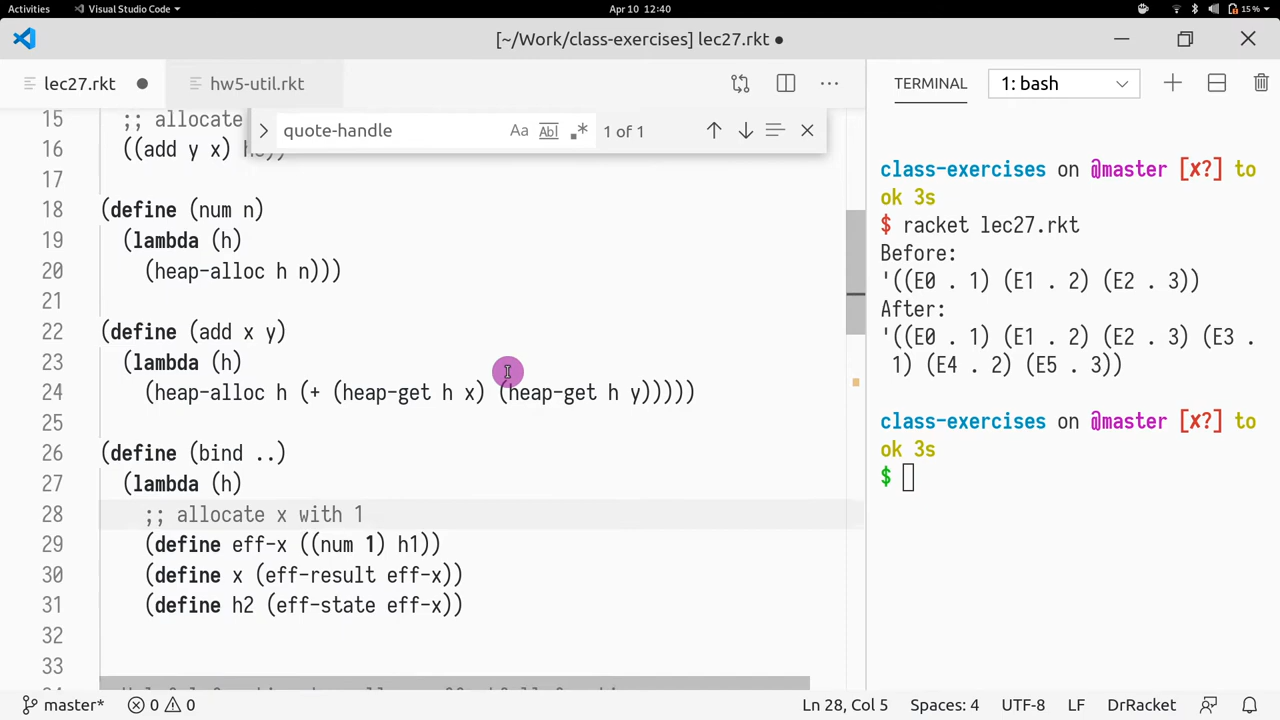 Activities Visual Studio Code Apr 10 12:40 15%
[~/Work/class-exercises] lec27.rkt ●
lec27.rkt hw5-util.rkt
TERMINAL 1: bash
quote-handle Aa Abl 1 of 1
15 ;; allocate
16 ((add y x)
17
18 (define (num n)
19 (lambda (h)
20 (heap-alloc h n)))
21
22 (define (add x y)
23 (lambda (h)
24 (heap-alloc h (+ (heap-get h x) (heap-get h y)))))
25
26 (define (bind ..)
27 (lambda (h)
28 ;; allocate x with 1
29 (define eff-x ((num 1) h1))
30 (define x (eff-result eff-x))
31 (define h2 (eff-state eff-x))
32
33
class-exercises on @master [✗?] to
ok 3s
$ racket lec27.rkt
Before:
'((E0 . 1) (E1 . 2) (E2 . 3))
After:
'((E0 . 1) (E1 . 2) (E2 . 3) (E3 .
1) (E4 . 2) (E5 . 3))
class-exercises on @master [✗?] to
ok 3s
$
master* 0 0 Ln 28, Col 5 Spaces: 4 UTF-8 LF DrRacket